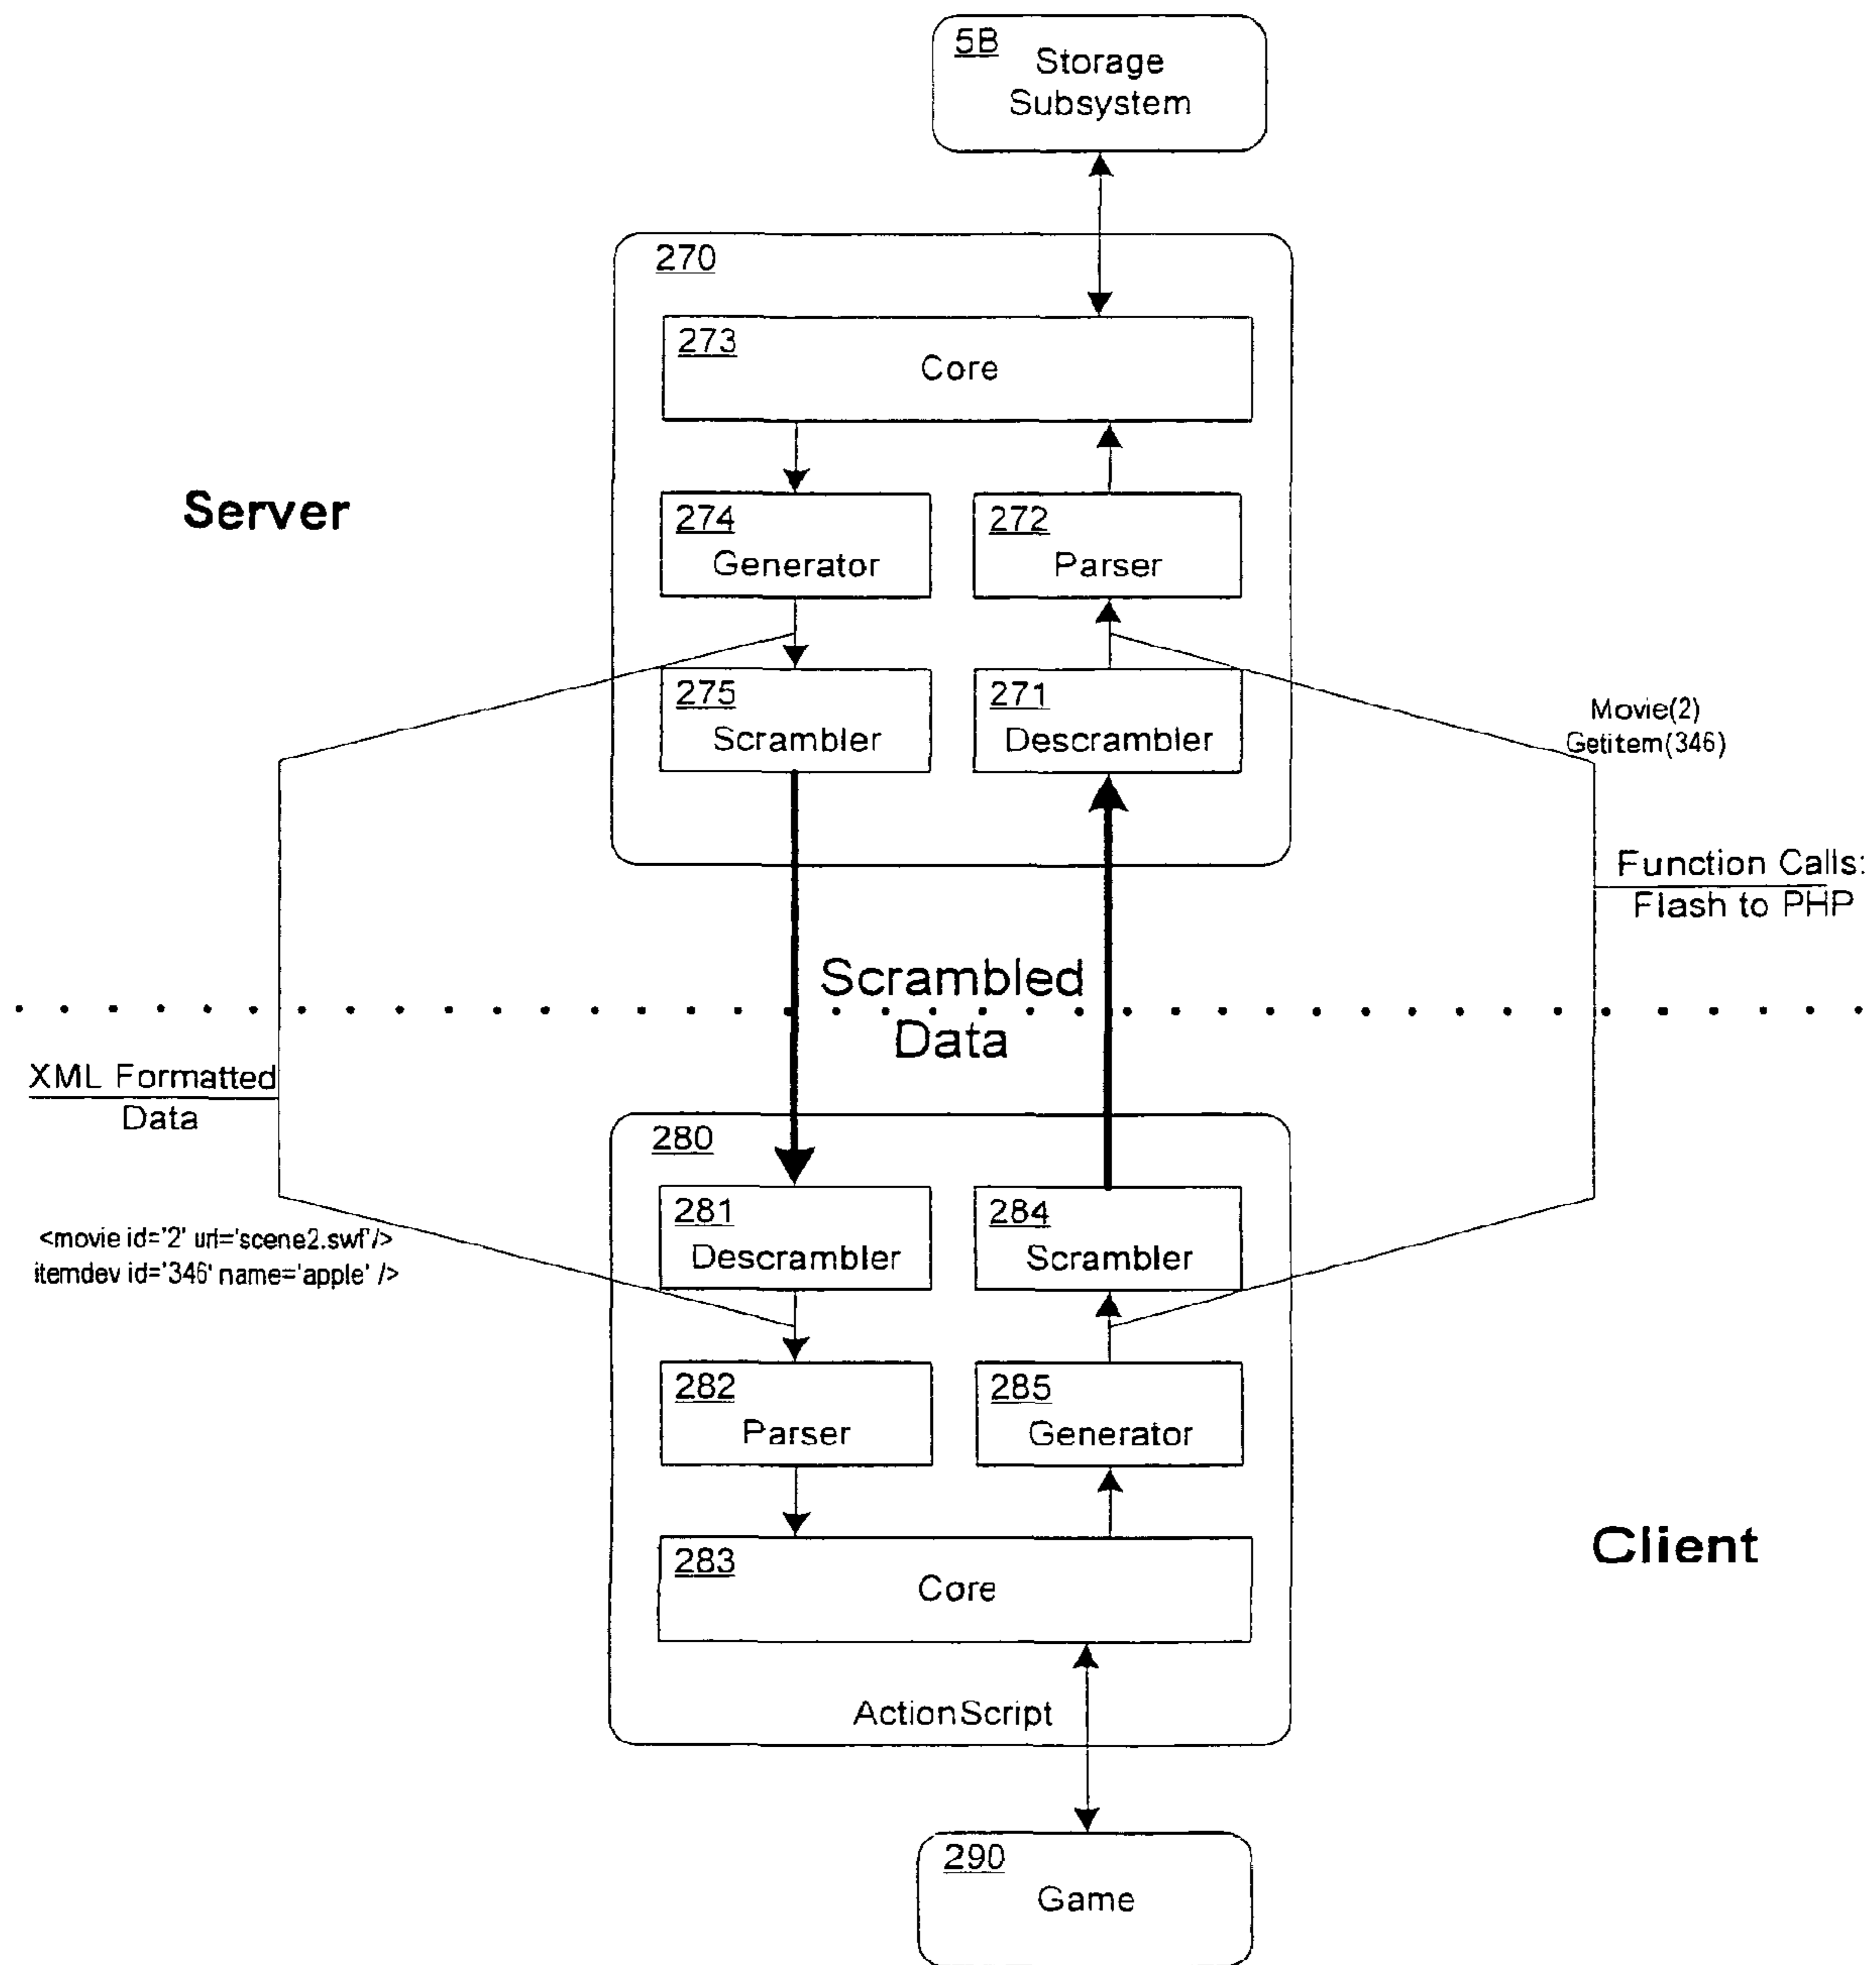 5B
Storage
Subsystem
270
273
Core
Server
274
Generator
272
Parser
275
Scrambler
271
Descrambler
Movie(2)
Getitem(346)
Function Calls:
Flash to PHP
Scrambled
Data
XML Formatted
Data
280
281
Descrambler
284
Scrambler
<movie id='2' url='scene2.swf'/>
itemdev id='346' name='apple' />
282
Parser
285
Generator
283
Core
Client
ActionScript
290
Game